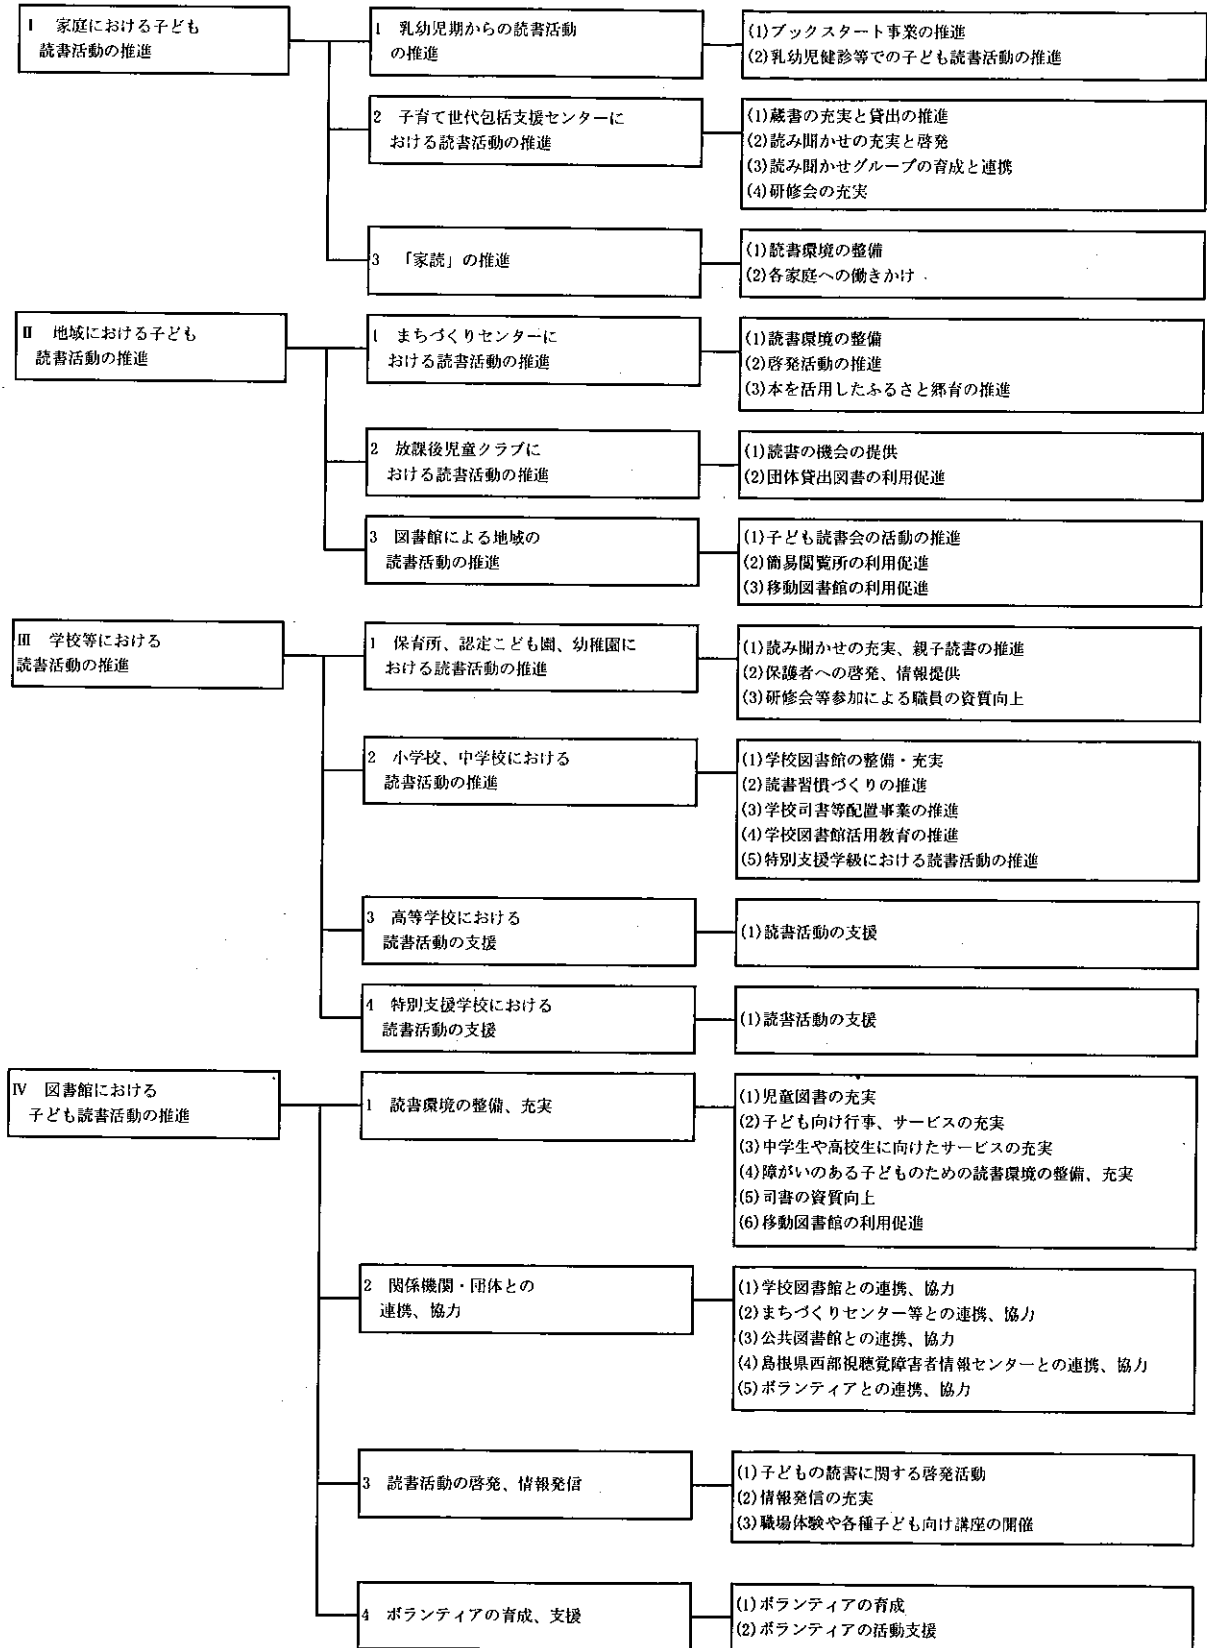 Ⅰ 家庭における子ども
読書活動の推進
1 乳幼児期からの読書活動
の推進
(1)ブックスタート事業の推進
(2)乳幼児健診等での子ども読書活動の推進
2 子育て世代包括支援センターに
おける読書活動の推進
(1)蔵書の充実と貸出の推進
(2)読み聞かせの充実と啓発
(3)読み聞かせグループの育成と連携
(4)研修会の充実
3 「家読」の推進
(1)読書環境の整備
(2)各家庭への働きかけ
Ⅱ 地域における子ども
読書活動の推進
1 まちづくりセンターに
おける読書活動の推進
(1)読書環境の整備
(2)啓発活動の推進
(3)本を活用したふるさと郷育の推進
2 放課後児童クラブに
おける読書活動の推進
(1)読書の機会の提供
(2)団体貸出図書の利用促進
3 図書館による地域の
読書活動の推進
(1)子ども読書会の活動の推進
(2)簡易閲覧所の利用促進
(3)移動図書館の利用促進
Ⅲ 学校等における
読書活動の推進
1 保育所、認定こども園、幼稚園に
おける読書活動の推進
(1)読み聞かせの充実、親子読書の推進
(2)保護者への啓発、情報提供
(3)研修会等参加による職員の資質向上
2 小学校、中学校における
読書活動の推進
(1)学校図書館の整備・充実
(2)読書習慣づくりの推進
(3)学校司書等配置事業の推進
(4)学校図書館活用教育の推進
(5)特別支援学級における読書活動の推進
3 高等学校における
読書活動の支援
(1)読書活動の支援
4 特別支援学校における
読書活動の支援
(1)読書活動の支援
Ⅳ 図書館における
子ども読書活動の推進
1 読書環境の整備、充実
(1)児童図書の充実
(2)子ども向け行事、サービスの充実
(3)中学生や高校生に向けたサービスの充実
(4)障がいのある子どものための読書環境の整備、充実
(5)司書の資質向上
(6)移動図書館の利用促進
2 関係機関・団体との
連携、協力
(1)学校図書館との連携、協力
(2)まちづくりセンター等との連携、協力
(3)公共図書館との連携、協力
(4)島根県西部視聴覚障害者情報センターとの連携、協力
(5)ボランティアとの連携、協力
3 読書活動の啓発、情報発信
(1)子どもの読書に関する啓発活動
(2)情報発信の充実
(3)職場体験や各種子ども向け講座の開催
4 ボランティアの育成、支援
(1)ボランティアの育成
(2)ボランティアの活動支援